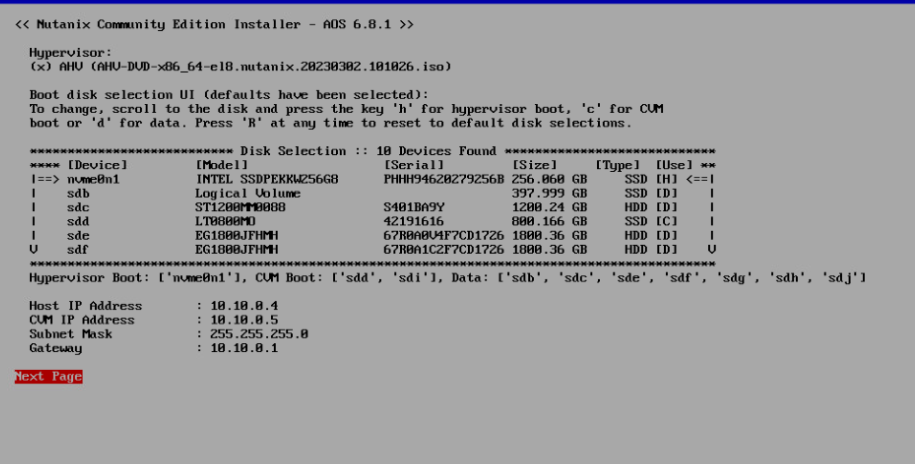 << Nutanix Community Edition Installer - AOS 6.8.1 >>
Hypervisor:
(x) AHV (AHV-DVD-x86_64-el8.nutanix.20230302.101026.iso)
Boot disk selection UI (defaults have been selected):
To change, scroll to the disk and press the key 'h' for hypervisor boot, 'c' for CVM
boot or 'd' for data. Press 'R' at any time to reset to default disk selections.
*************************** Disk Selection :: 10 Devices Found ****************************
**** [Device] [Model] [Serial] [Size] [Type] [Use] **
|==> nvme0n1 INTEL SSDPEKKW256G8 PHHH94620279256B 256.060 GB SSD [H] <==|
| sdb Logical Volume 397.999 GB SSD [D] |
| sdc ST1200MM0088 S401BA9Y 1200.24 GB HDD [D] |
| sdd LT0800MO 42191616 800.166 GB SSD [C] |
| sde EG1800JFHMH 67R0A0V4F7CD1726 1800.36 GB HDD [D] |
V sdf EG1800JFHMH 67R0A1C2F7CD1726 1800.36 GB HDD [D] V
*******************************************************************************************
Hypervisor Boot: ['nvme0n1'], CVM Boot: ['sdd', 'sdi'], Data: ['sdb', 'sdc', 'sde', 'sdf', 'sdg', 'sdh', 'sdj']
Host IP Address : 10.10.0.4
CVM IP Address : 10.10.0.5
Subnet Mask : 255.255.255.0
Gateway : 10.10.0.1
Next Page